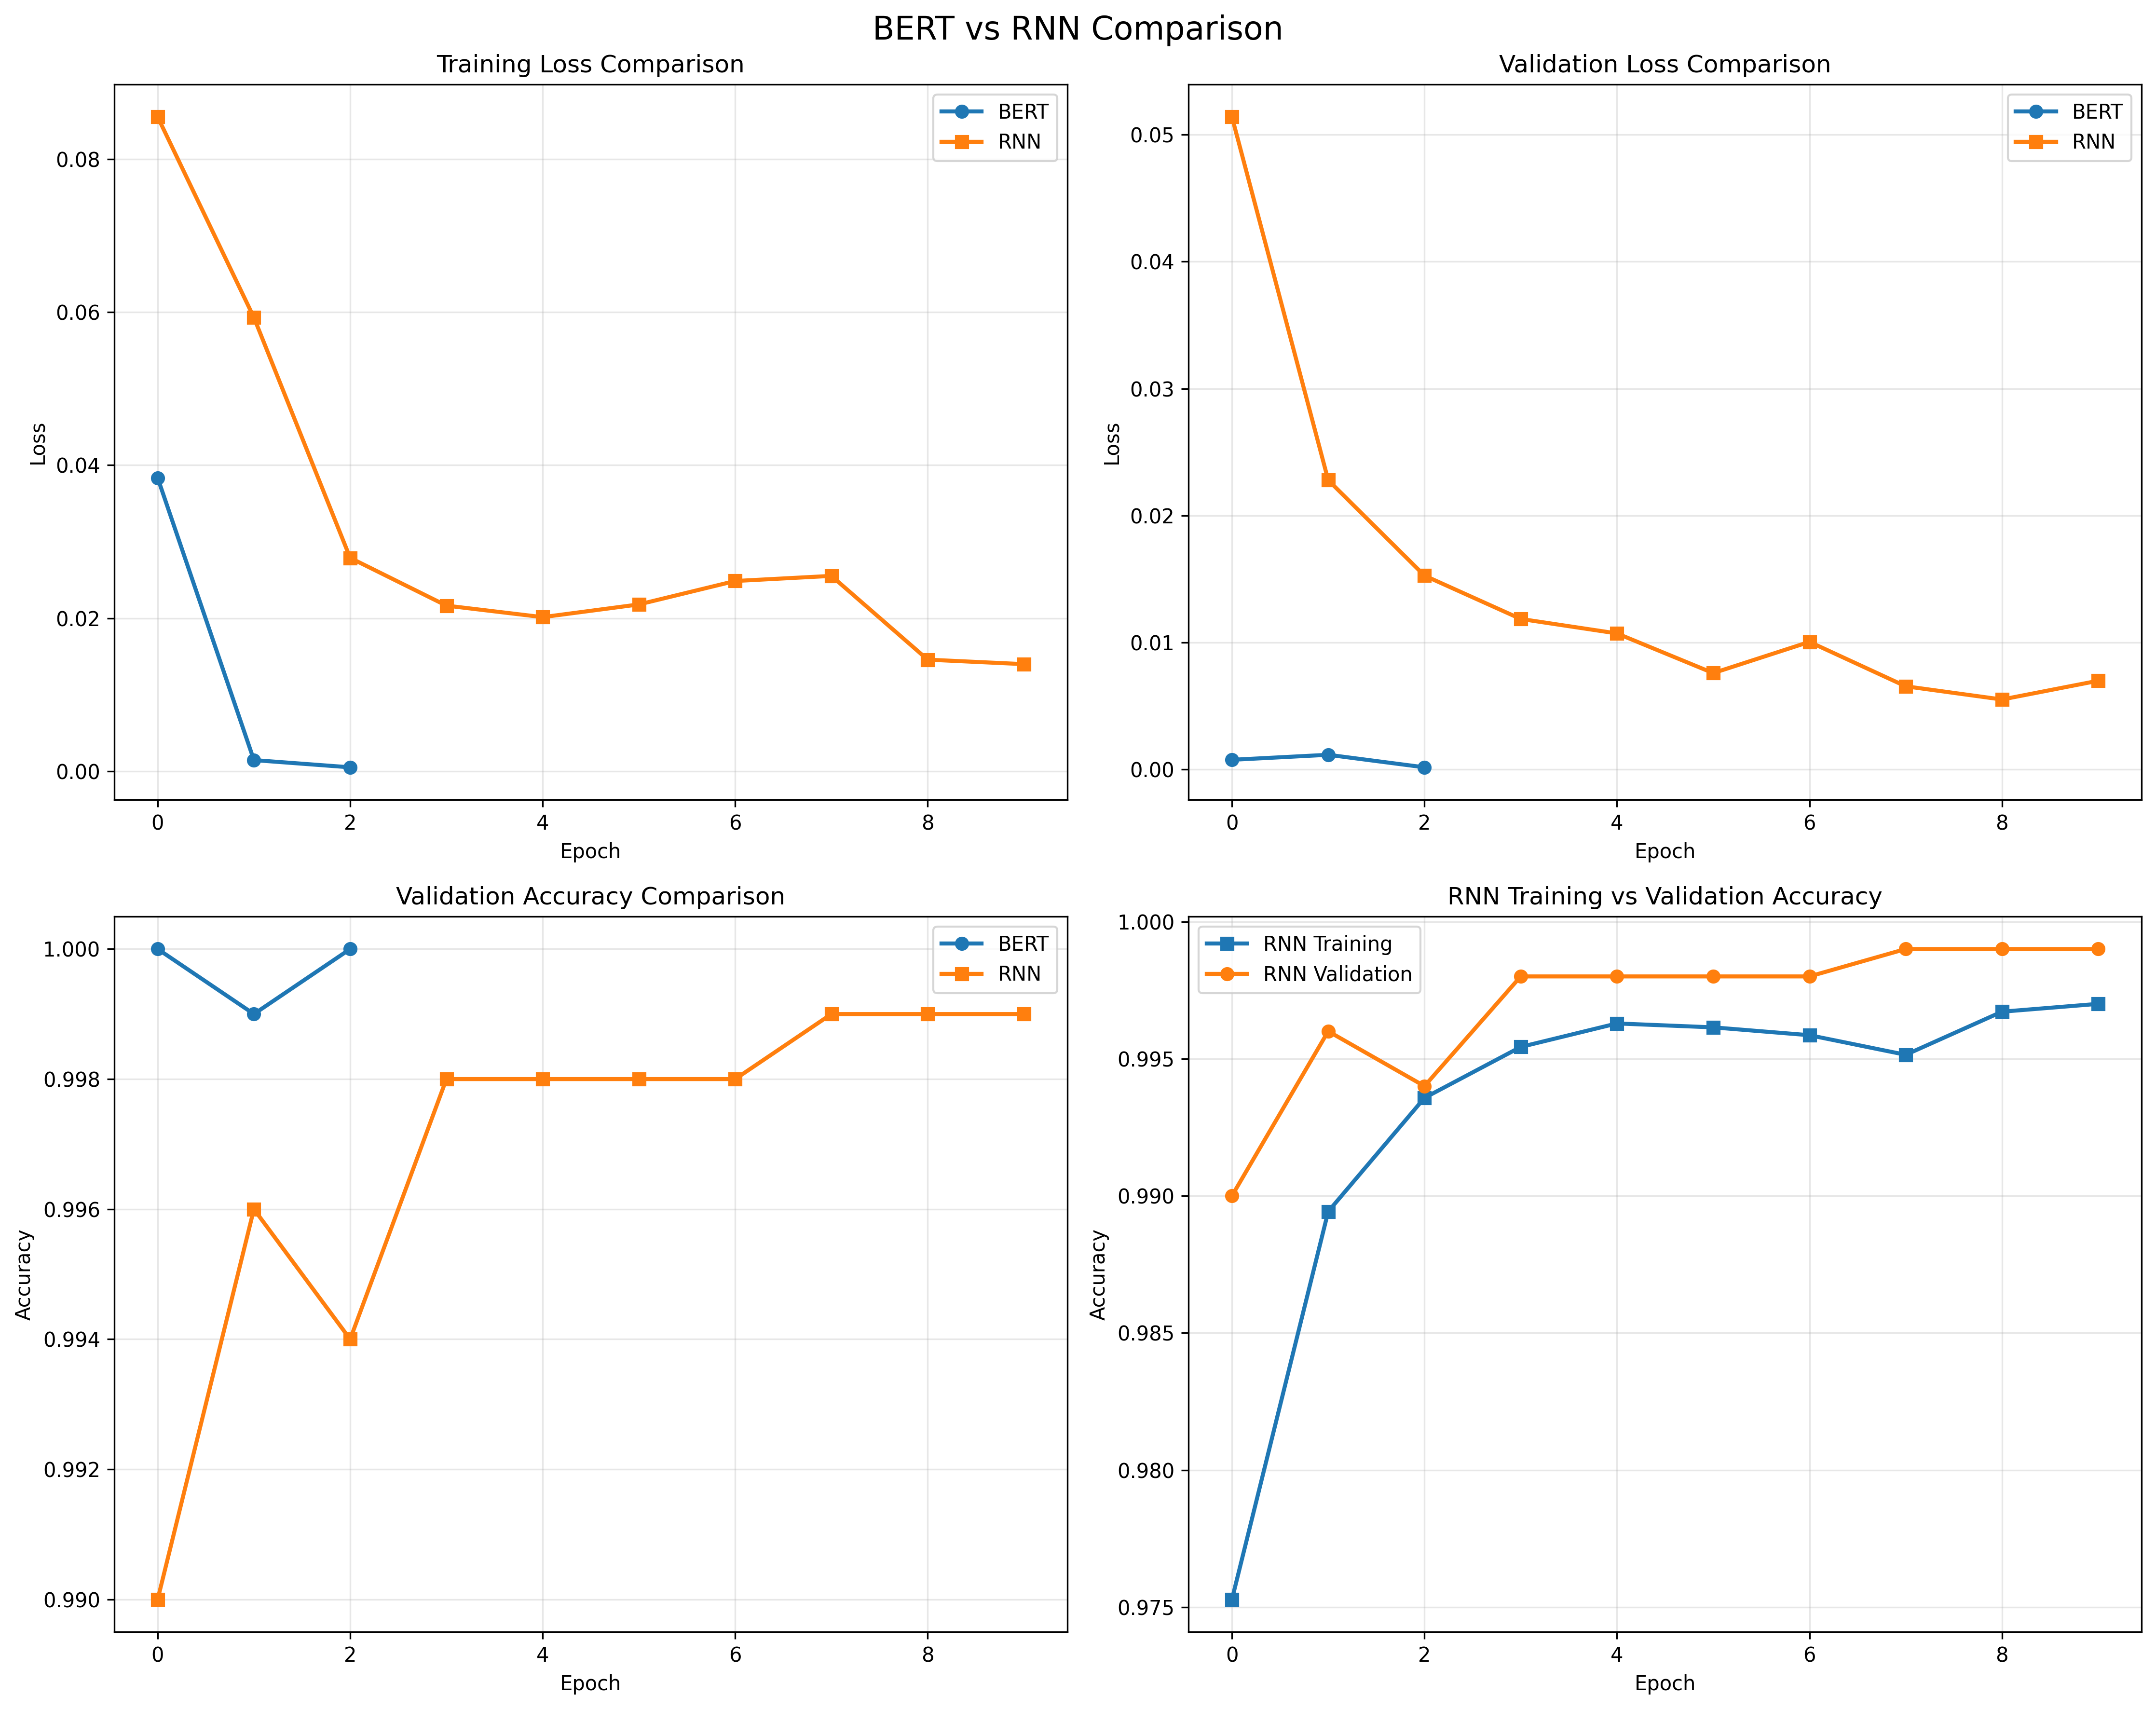 BERT vs RNN Comparison
Training Loss Comparison
BERT
RNN
0.08
0.06
0.04
0.02
0.00
Loss
0
2
4
6
8
Epoch
Validation Loss Comparison
BERT
RNN
0.05
0.04
0.03
0.02
0.01
0.00
Loss
0
2
4
6
8
Epoch
Validation Accuracy Comparison
BERT
RNN
1.000
0.998
0.996
0.994
0.992
0.990
Accuracy
0
2
4
6
8
Epoch
RNN Training vs Validation Accuracy
RNN Training
RNN Validation
1.000
0.995
0.990
0.985
0.980
0.975
Accuracy
0
2
4
6
8
Epoch